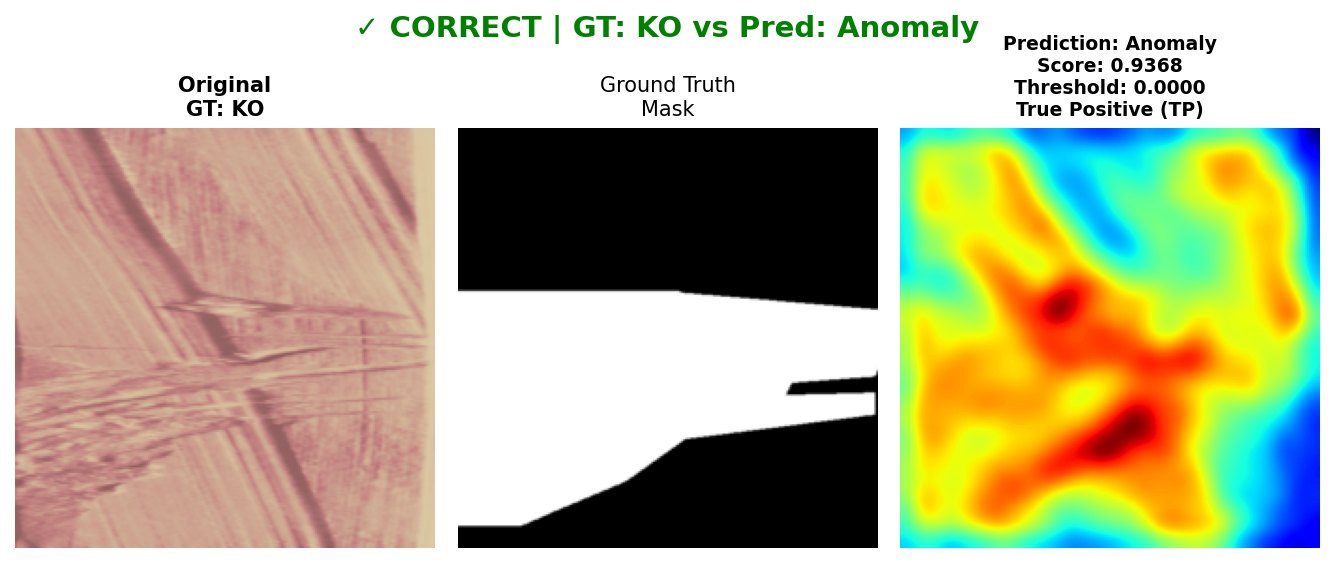 ✓ CORRECT | GT: KO vs Pred: Anomaly
Original
GT: KO
Ground Truth
Mask
Prediction: Anomaly
Score: 0.9368
Threshold: 0.0000
True Positive (TP)